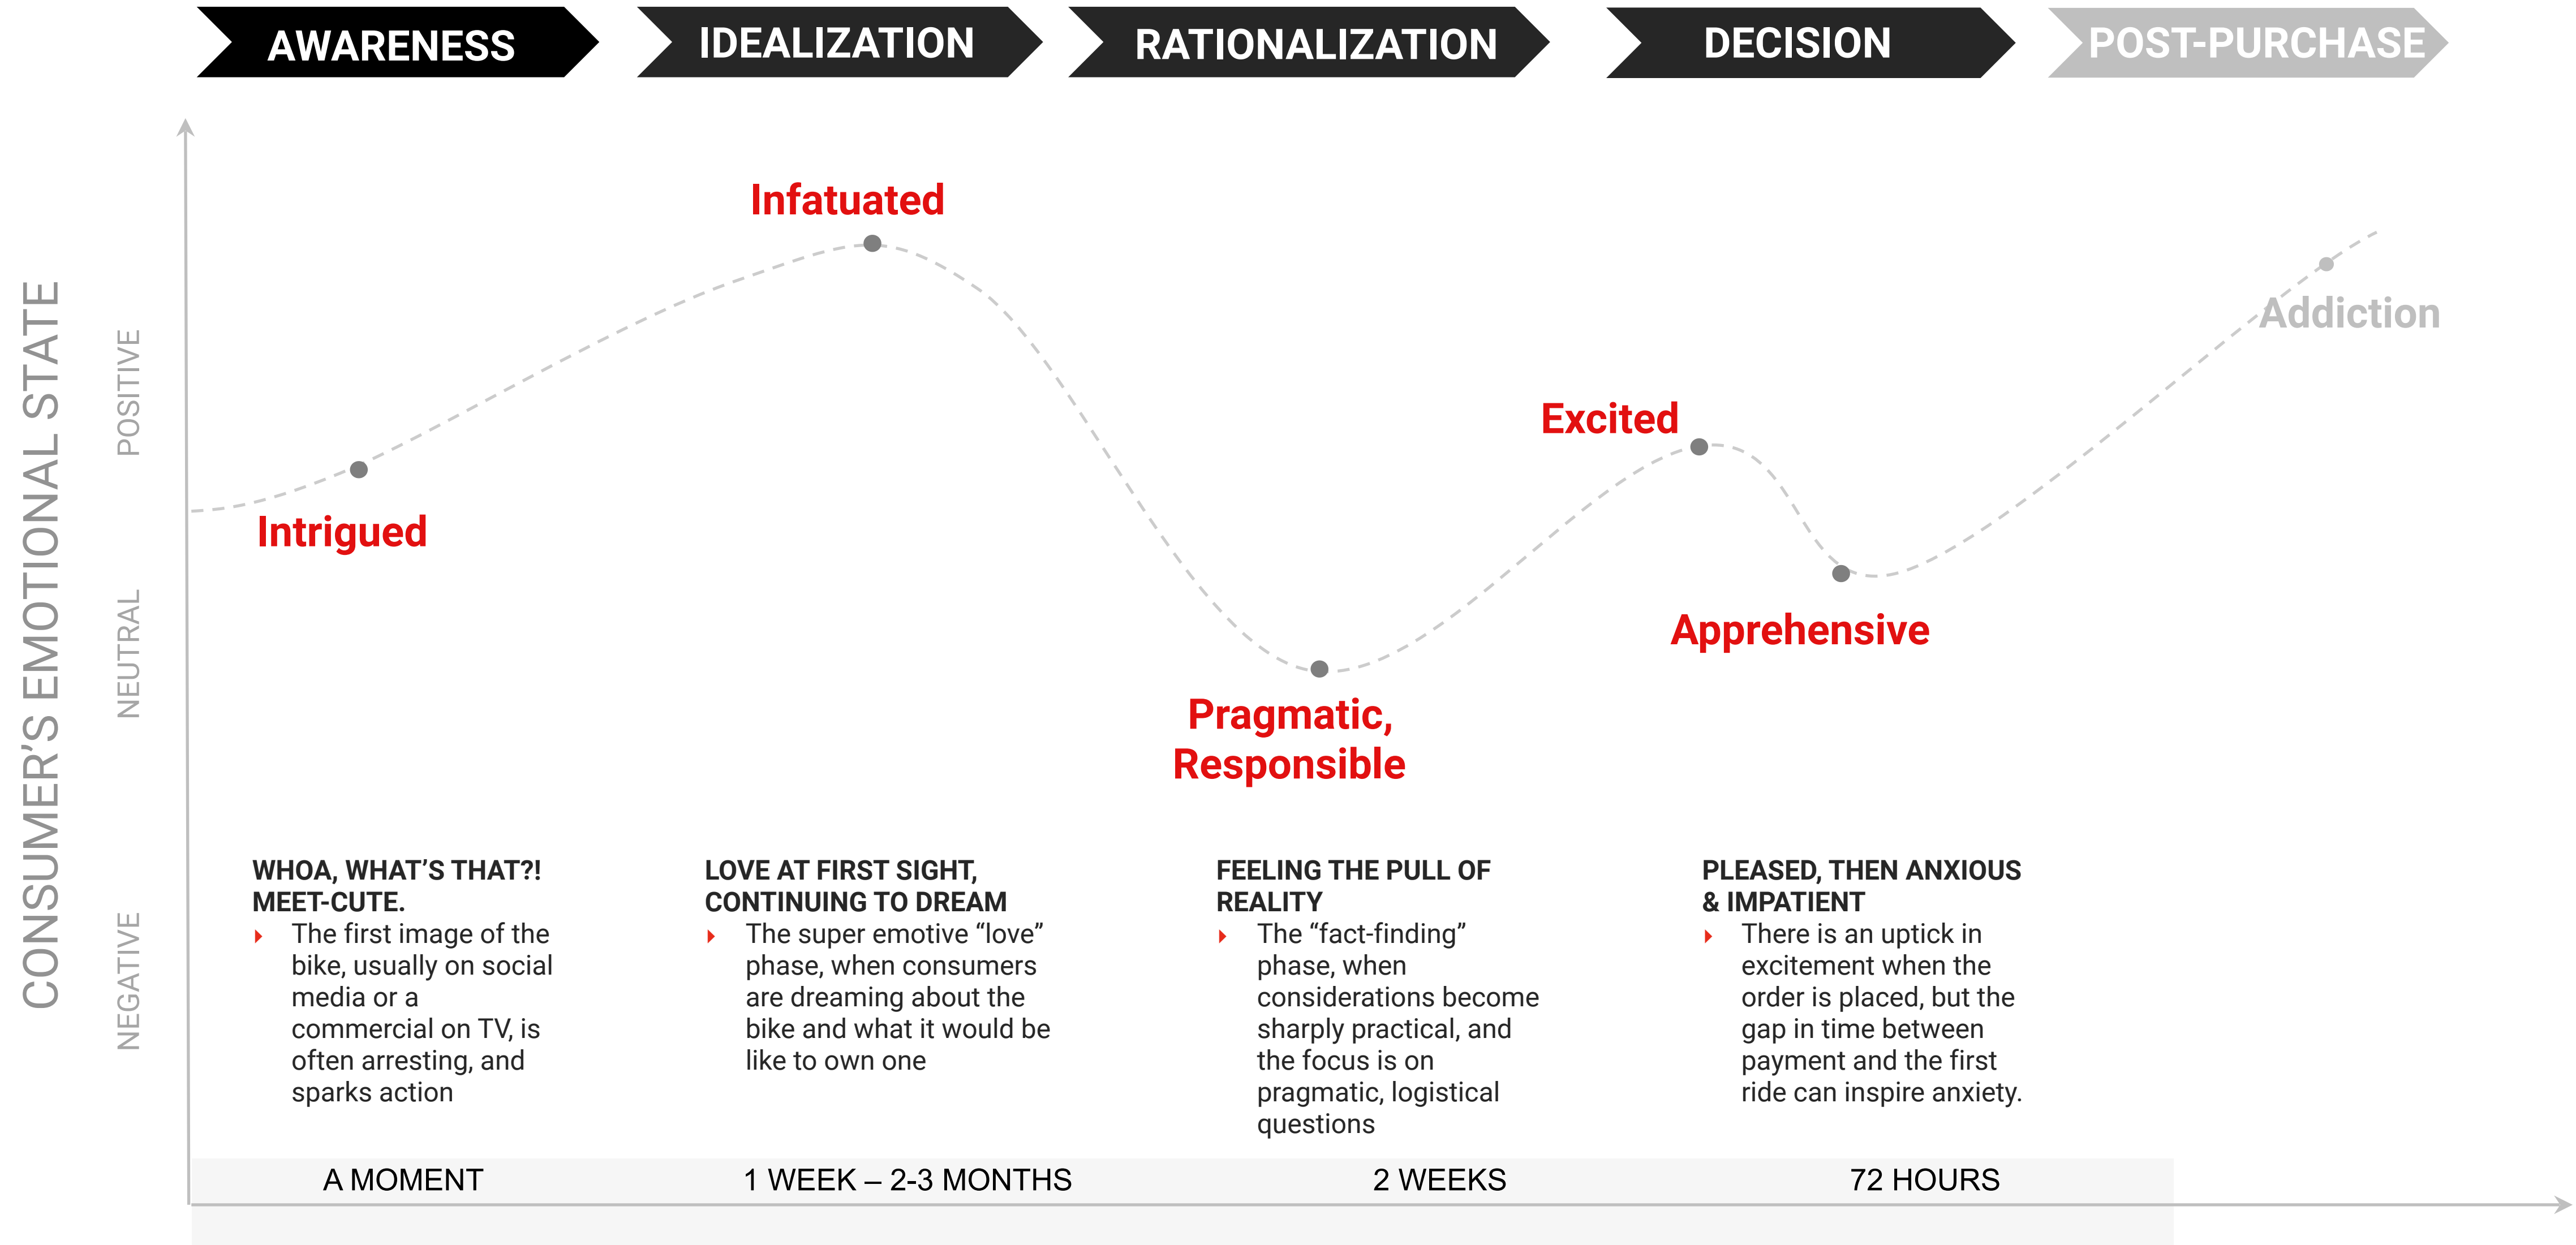 AWARENESS
IDEALIZATION
RATIONALIZATION
DECISION
POST-PURCHASE
CONSUMER’S EMOTIONAL STATE
POSITIVE
NEUTRAL
NEGATIVE
Intrigued
Infatuated
Pragmatic,
Responsible
Excited
Apprehensive
Addiction
WHOA, WHAT’S THAT?!
MEET-CUTE.
The first image of the
bike, usually on social
media or a
commercial on TV, is
often arresting, and
sparks action
LOVE AT FIRST SIGHT,
CONTINUING TO DREAM
The super emotive “love”
phase, when consumers
are dreaming about the
bike and what it would be
like to own one
FEELING THE PULL OF
REALITY
The “fact-finding”
phase, when
considerations become
sharply practical, and
the focus is on
pragmatic, logistical
questions
PLEASED, THEN ANXIOUS
& IMPATIENT
There is an uptick in
excitement when the
order is placed, but the
gap in time between
payment and the first
ride can inspire anxiety.
A MOMENT
1 WEEK – 2-3 MONTHS
2 WEEKS
72 HOURS